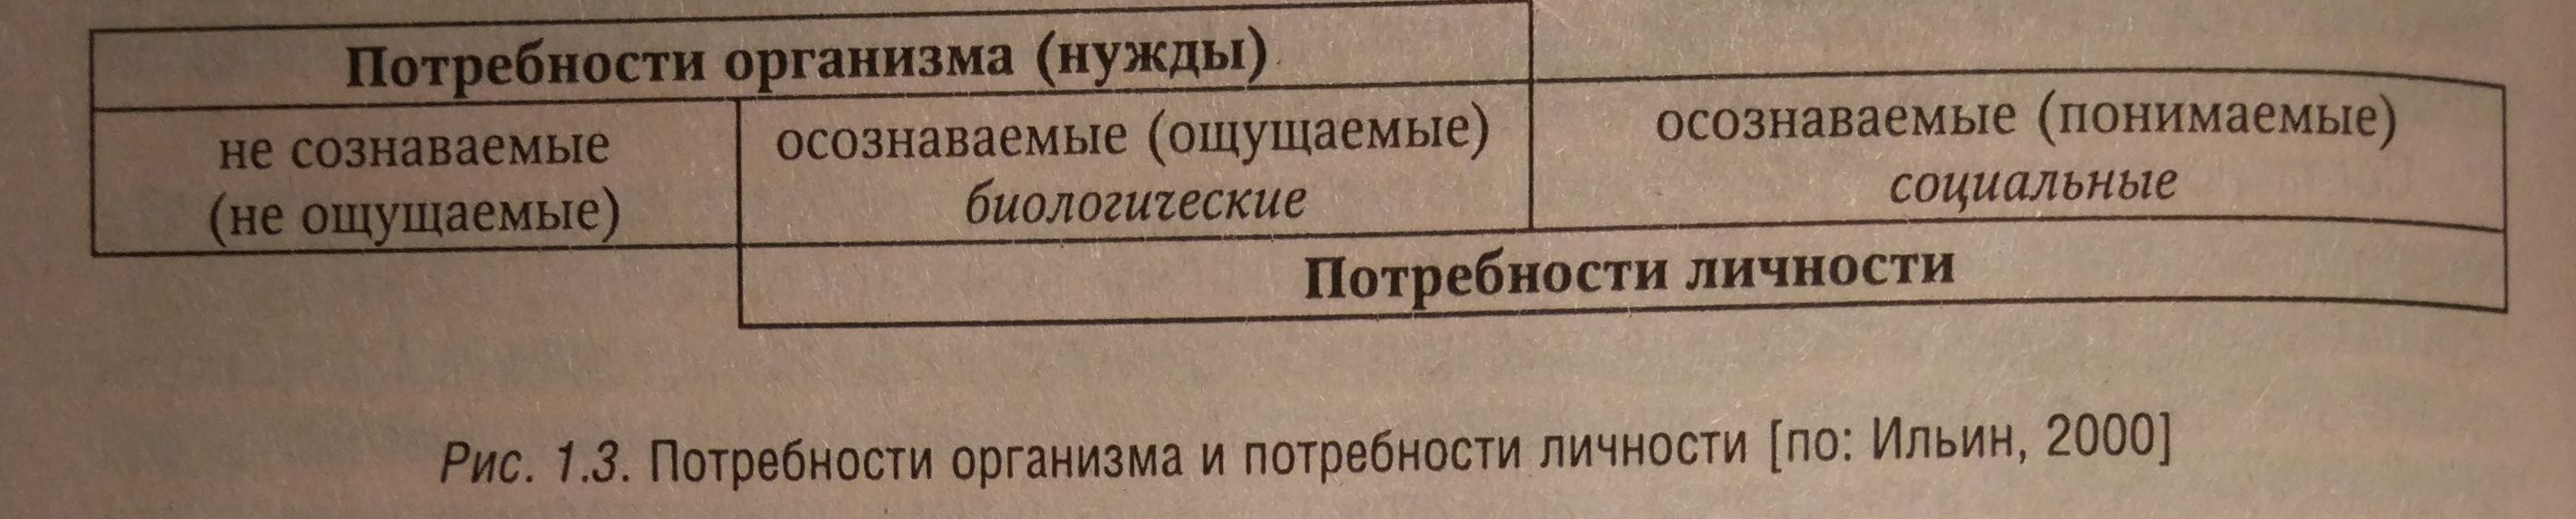 Потребности организма (нужды)
не сознаваемые
(не ощущаемые)
осознаваемые (ощущаемые)
биологические
осознаваемые (понимаемые)
социальные
Потребности личности
Рис. 1.3. Потребности организма и потребности личности [по: Ильин, 2000]